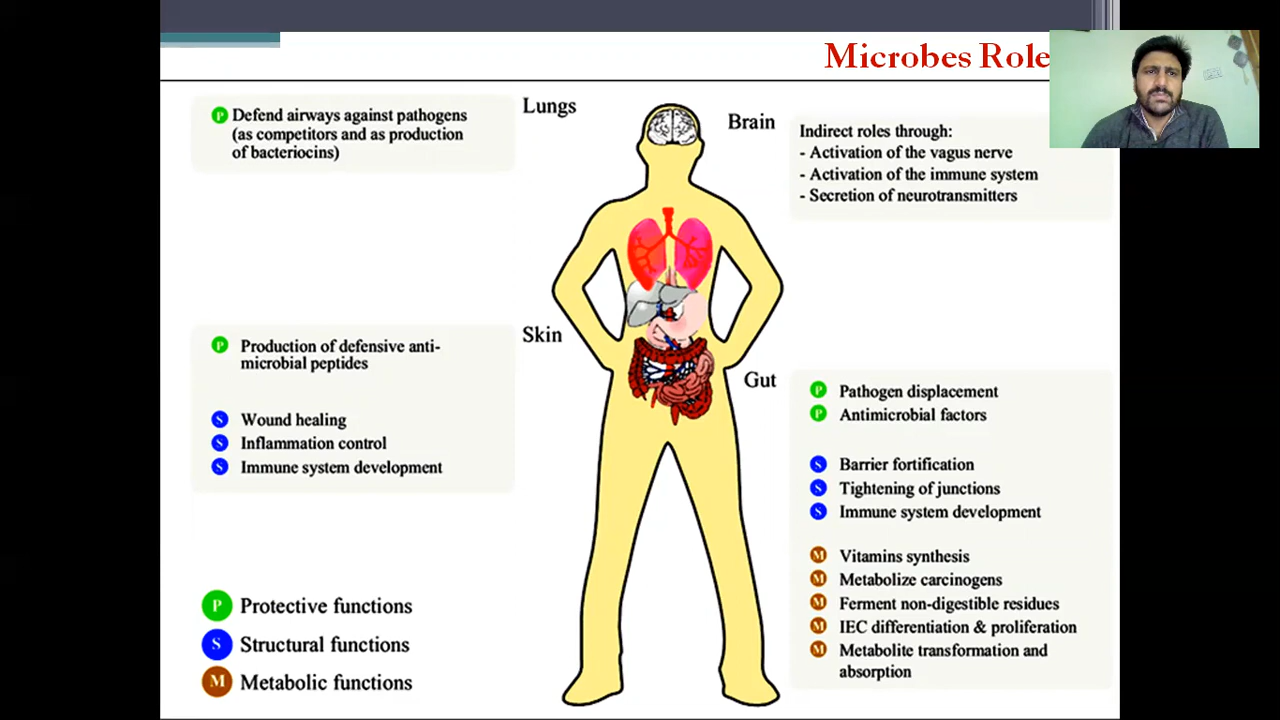 Microbes Role
P Defend airways against pathogens
(as competitors and as production
of bacteriocins)
Lungs
Brain
Indirect roles through:
- Activation of the vagus nerve
- Activation of the immune system
- Secretion of neurotransmitters
Skin
P Production of defensive anti-
microbial peptides
S Wound healing
S Inflammation control
S Immune system development
Gut
P Pathogen displacement
P Antimicrobial factors
S Barrier fortification
S Tightening of junctions
S Immune system development
M Vitamins synthesis
M Metabolize carcinogens
M Ferment non-digestible residues
M IEC differentiation & proliferation
M Metabolite transformation and
absorption
P Protective functions
S Structural functions
M Metabolic functions